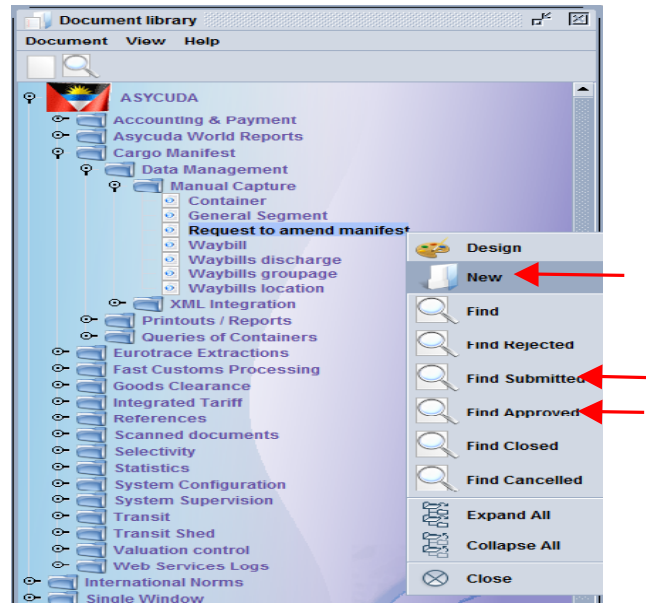 Document library
Document View Help
ASYCUDA
Accounting & Payment
Asycuda World Reports
Cargo Manifest
Data Management
Manual Capture
Container
General Segment
Request to amend manifest
Waybill
Waybills discharge
Waybills groupage
Waybills location
XML Integration
Printouts / Reports
Queries of Containers
Eurotrace Extractions
Fast Customs Processing
Goods Clearance
Integrated Tariff
References
Scanned documents
Selectivity
Statistics
System Configuration
System Supervision
Transit
Transit Shed
Valuation control
Web Services Logs
International Norms
Single Window
Design
New
Find
Find Rejected
Find Submitted
Find Approved
Find Closed
Find Cancelled
Expand All
Collapse All
Close